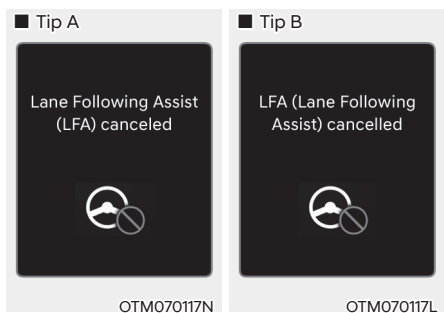 ■ Tip A
Lane Following Assist
(LFA) canceled
OTM070117N
■ Tip B
LFA (Lane Following
Assist) cancelled
OTM070117L